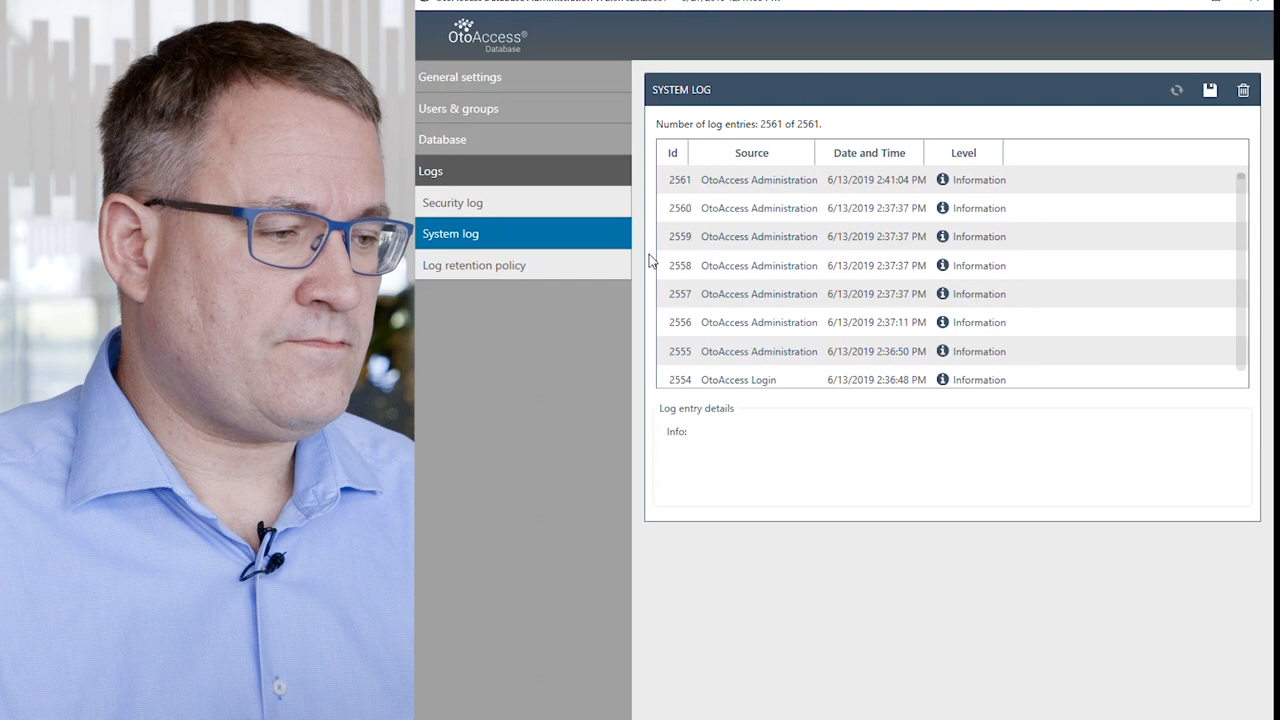 OtoAccess®
Database
General settings
Users & groups
Database
Logs
Security log
System log
Log retention policy
SYSTEM LOG
Number of log entries: 2561 of 2561.
Id Source Date and Time Level
2561 OtoAccess Administration 6/13/2019 2:41:04 PM Information
2560 OtoAccess Administration 6/13/2019 2:37:37 PM Information
2559 OtoAccess Administration 6/13/2019 2:37:37 PM Information
2558 OtoAccess Administration 6/13/2019 2:37:37 PM Information
2557 OtoAccess Administration 6/13/2019 2:37:37 PM Information
2556 OtoAccess Administration 6/13/2019 2:37:11 PM Information
2555 OtoAccess Administration 6/13/2019 2:36:50 PM Information
2554 OtoAccess Login 6/13/2019 2:36:48 PM Information
Log entry details
Info: